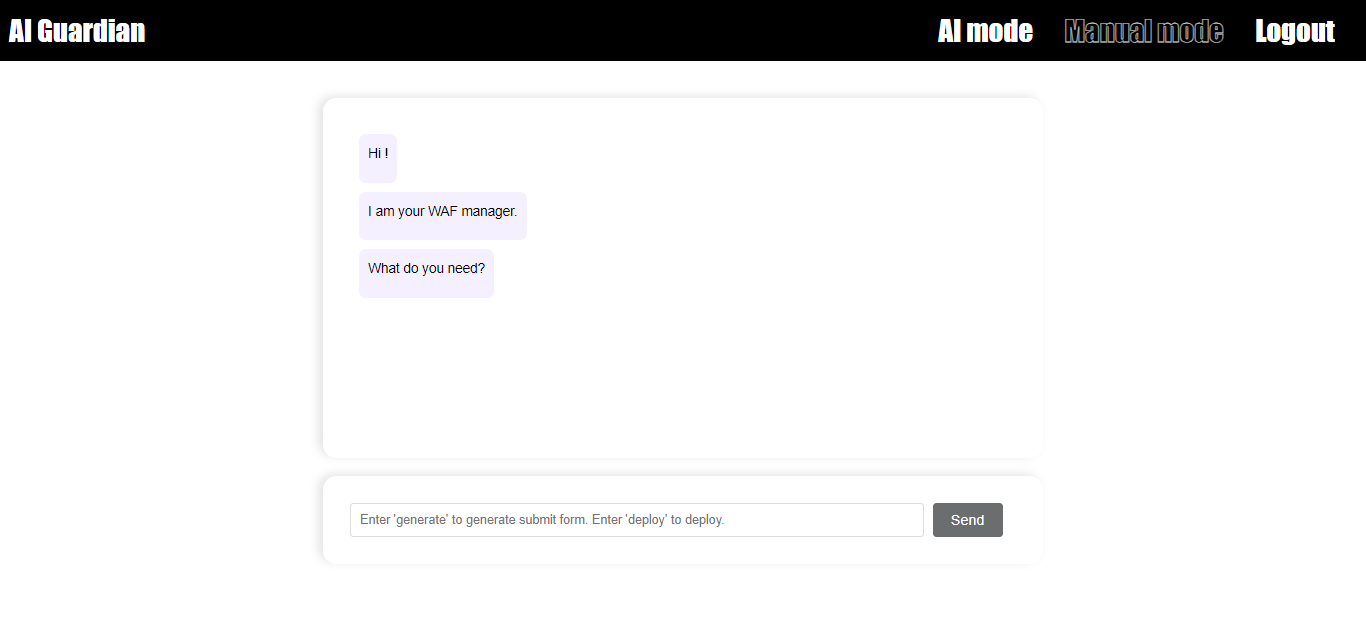 AI Guardian
AI mode
Manual mode
Logout
Hi !
I am your WAF manager.
What do you need?
Enter 'generate' to generate submit form. Enter 'deploy' to deploy.
Send